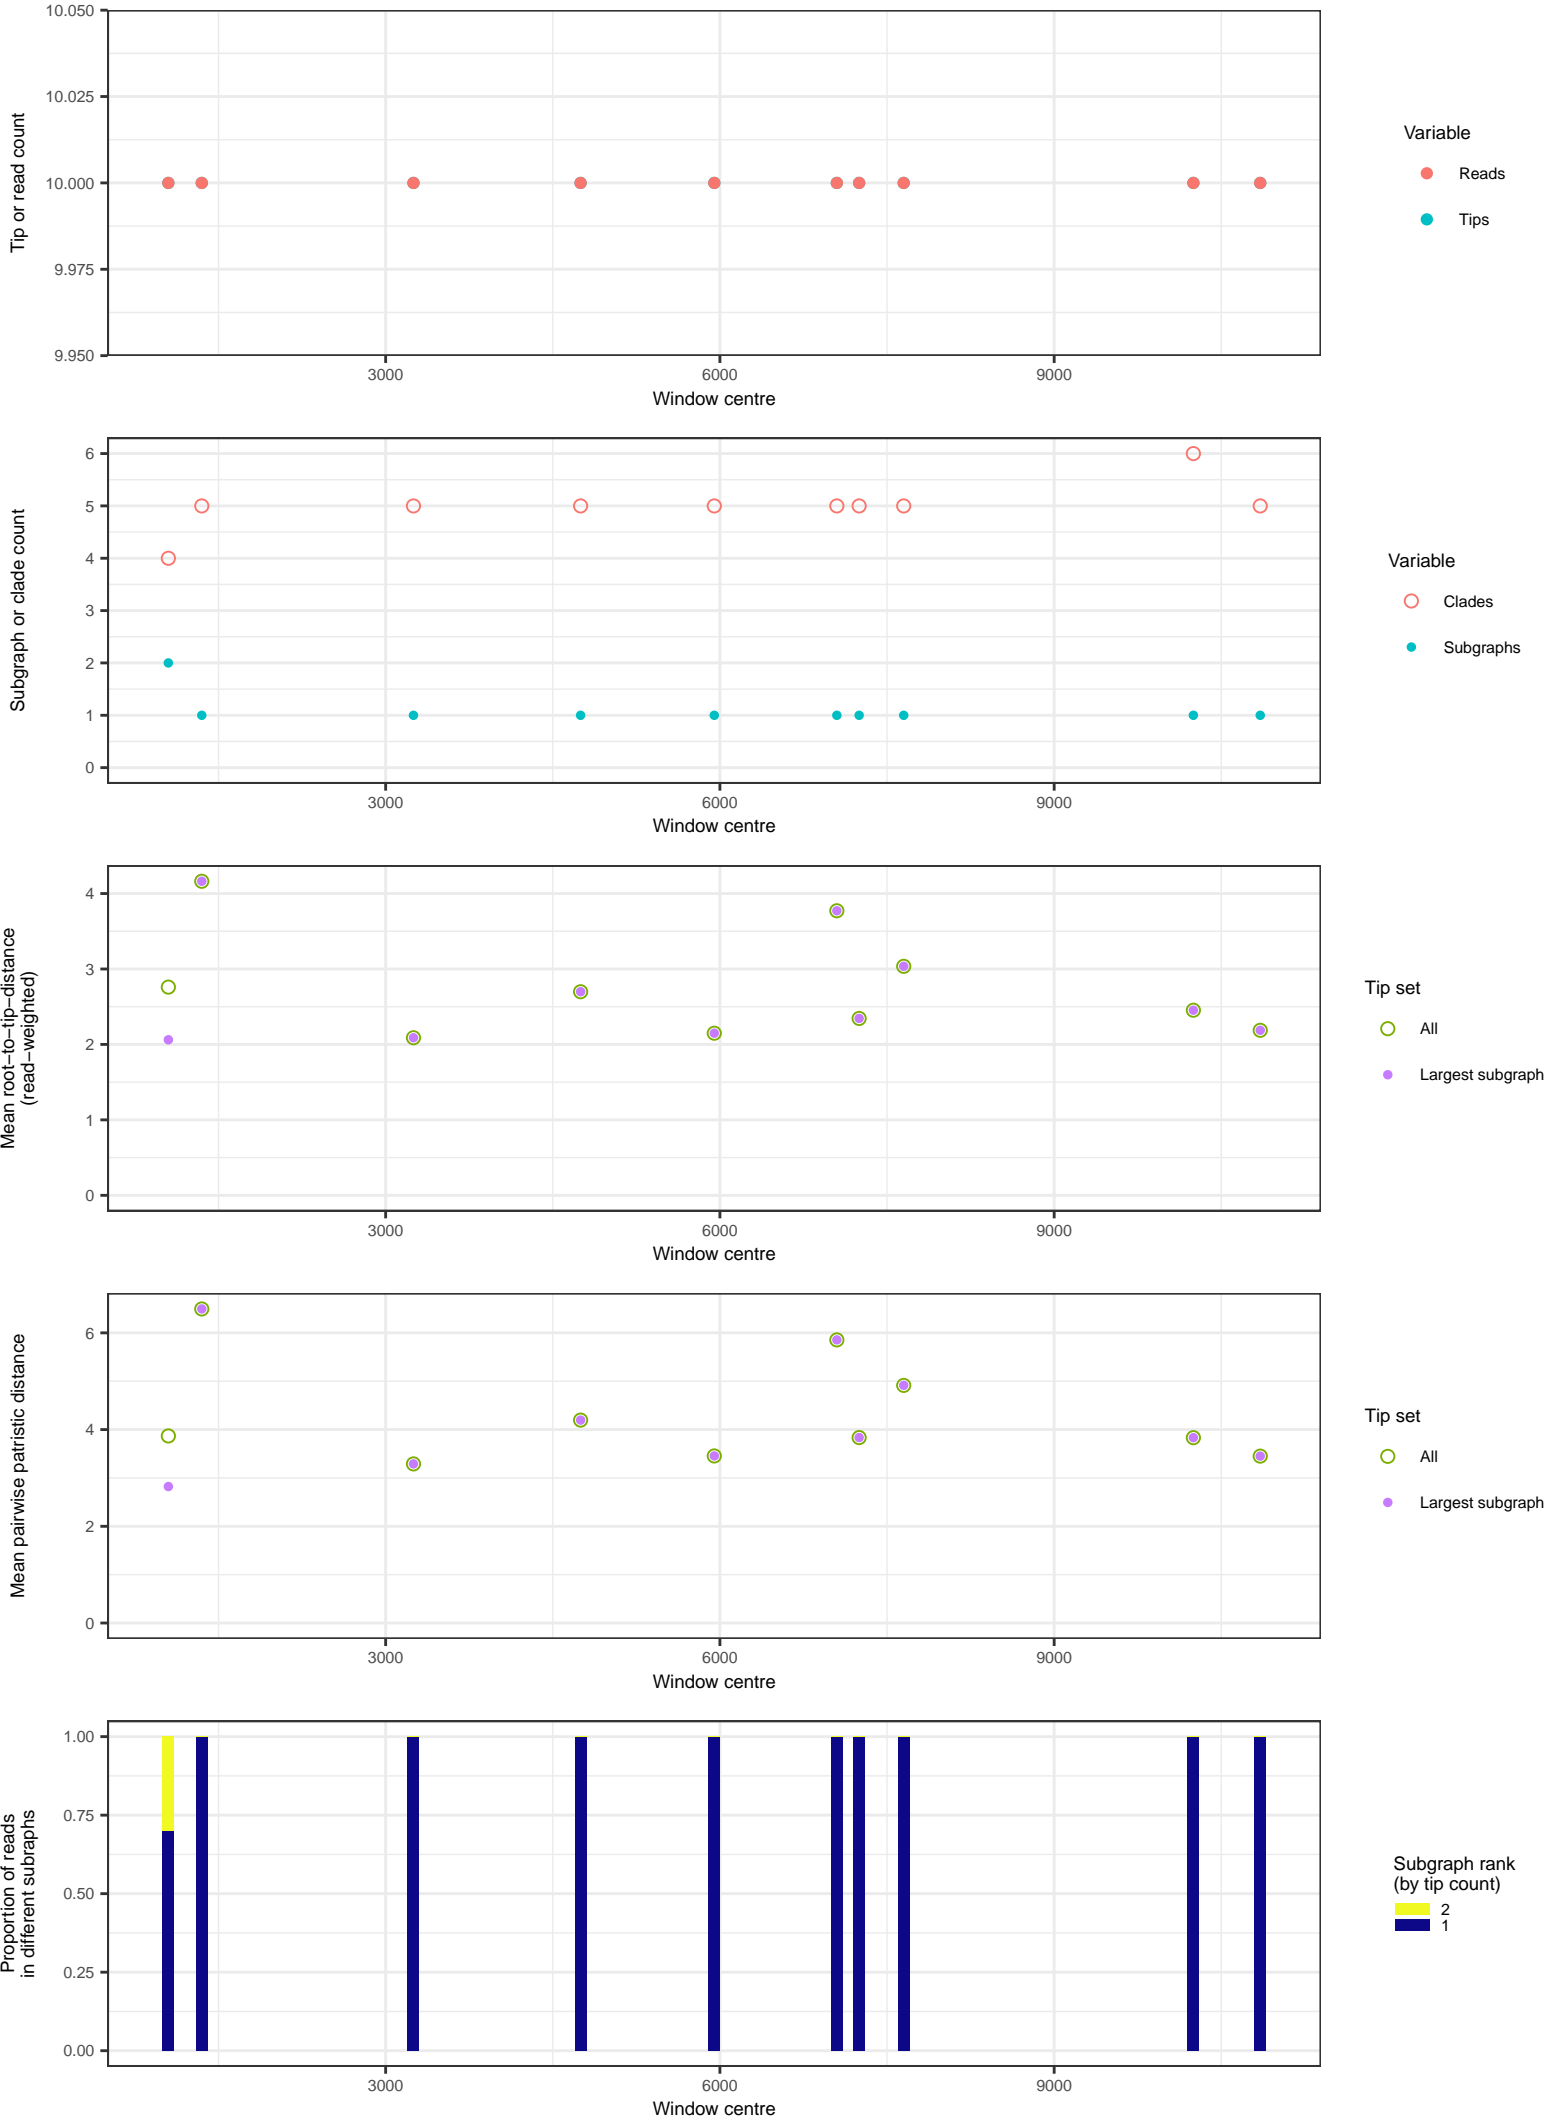 10.050
10.025
10.000
9.975
9.950
Tip or read count
3000
6000
9000
Window centre
Variable
Reads
Tips
6
5
4
3
2
1
0
Subgraph or clade count
3000
6000
9000
Window centre
Variable
Clades
Subgraphs
4
3
2
1
0
Mean root−to−tip−distance
(read−weighted)
3000
6000
9000
Window centre
Tip set
All
Largest subgraph
6
4
2
0
Mean pairwise patristic distance
3000
6000
9000
Window centre
Tip set
All
Largest subgraph
1.00
0.75
0.50
0.25
0.00
Proportion of reads
in different subraphs
3000
6000
9000
Window centre
Subgraph rank
(by tip count)
2
1